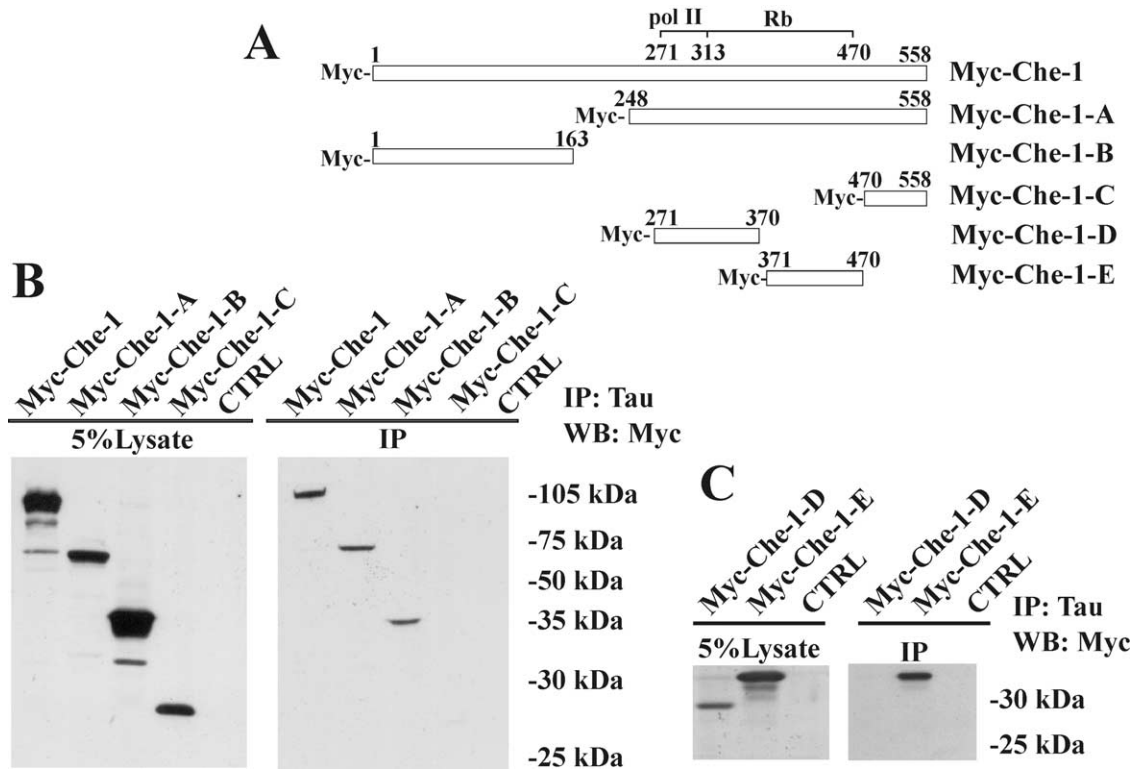 A
pol II Rb
1 271 313 470 558
Myc- Myc-Che-1
248 558
Myc- Myc-Che-1-A
1 163
Myc- Myc-Che-1-B
470 558
Myc- Myc-Che-1-C
271 370
Myc- Myc-Che-1-D
371 470
Myc- Myc-Che-1-E
B
Myc-Che-1
Myc-Che-1-A
Myc-Che-1-B
Myc-Che-1-C
CTRL
Myc-Che-1
Myc-Che-1-A
Myc-Che-1-B
Myc-Che-1-C
CTRL
IP: Tau
WB: Myc
5%Lysate
IP
-105 kDa
-75 kDa
-50 kDa
-35 kDa
-30 kDa
-25 kDa
C
Myc-Che-1-D
Myc-Che-1-E
CTRL
Myc-Che-1-D
Myc-Che-1-E
CTRL
IP: Tau
WB: Myc
5%Lysate
IP
-30 kDa
-25 kDa